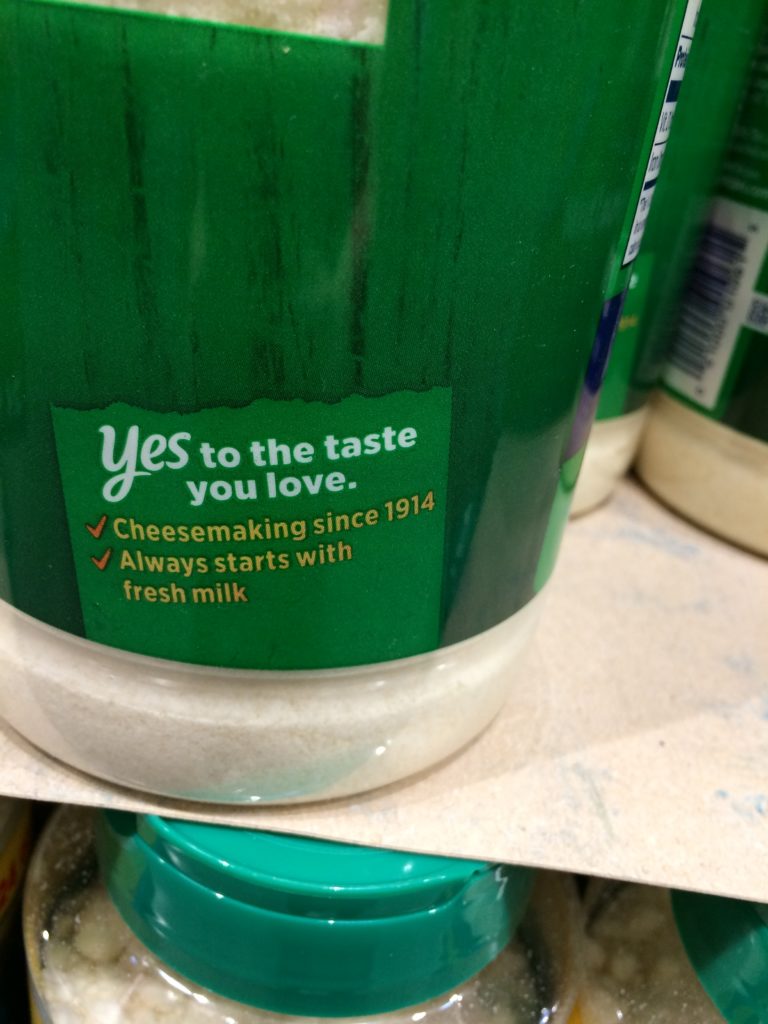 yes to the taste
you love.
Cheesemaking since 1914
Always starts with
fresh milk